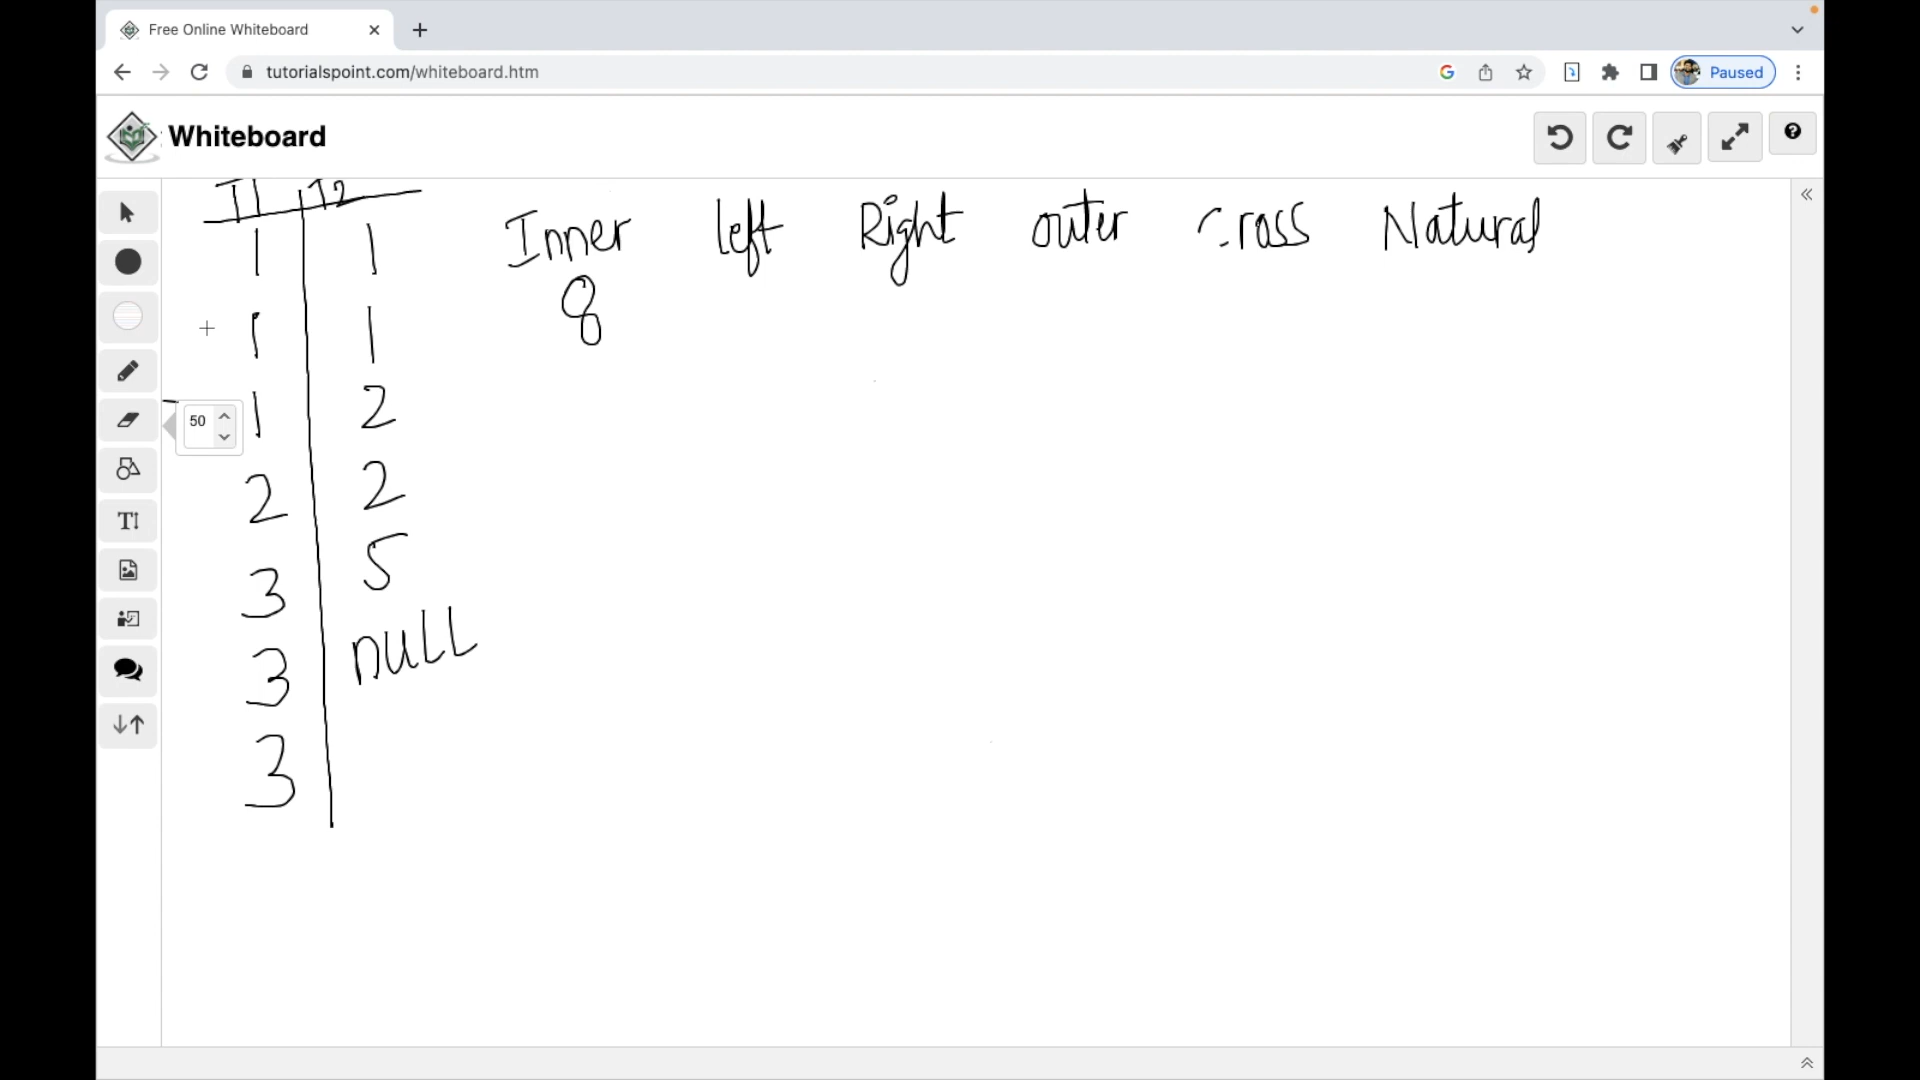 Free Online Whiteboard
tutorialspoint.com/whiteboard.htm
Paused
Whiteboard
T1 T2
Inner left Right outer Cross Natural
1 1
8
1 1
50
1 2
2 2
3 5
3 NULL
3